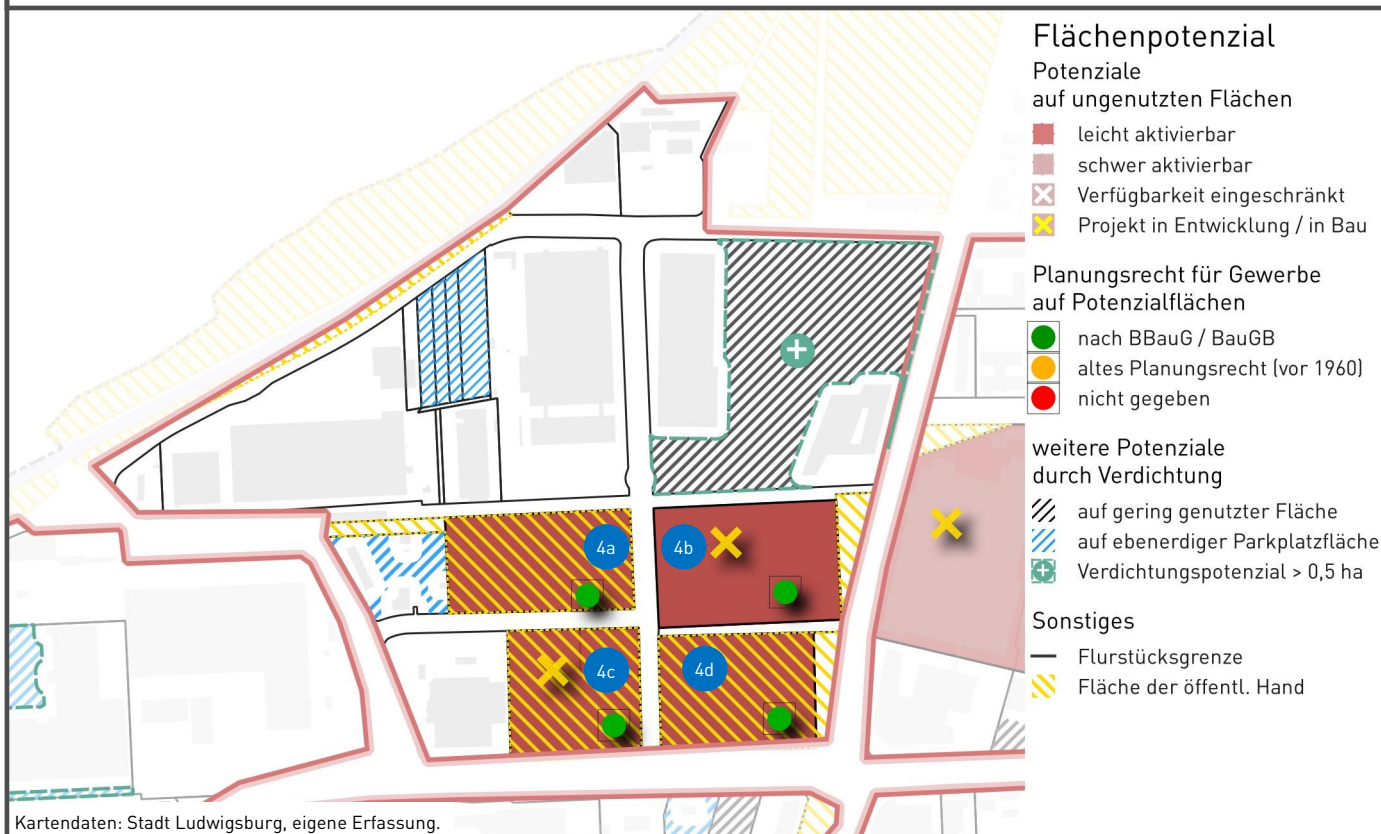 Flächenpotenzial
Potenziale
auf ungenutzten Flächen
leicht aktivierbar
schwer aktivierbar
Verfügbarkeit eingeschränkt
Projekt in Entwicklung / in Bau
Planungsrecht für Gewerbe
auf Potenzialflächen
nach BBauG / BauGB
altes Planungsrecht (vor 1960)
nicht gegeben
weitere Potenziale
durch Verdichtung
auf gering genutzter Fläche
auf ebenerdiger Parkplatzfläche
Verdichtungspotenzial > 0,5 ha
Sonstiges
Flurstücksgrenze
Fläche der öffentl. Hand
4a
4b
4c
4d
Kartendaten: Stadt Ludwigsburg, eigene Erfassung.